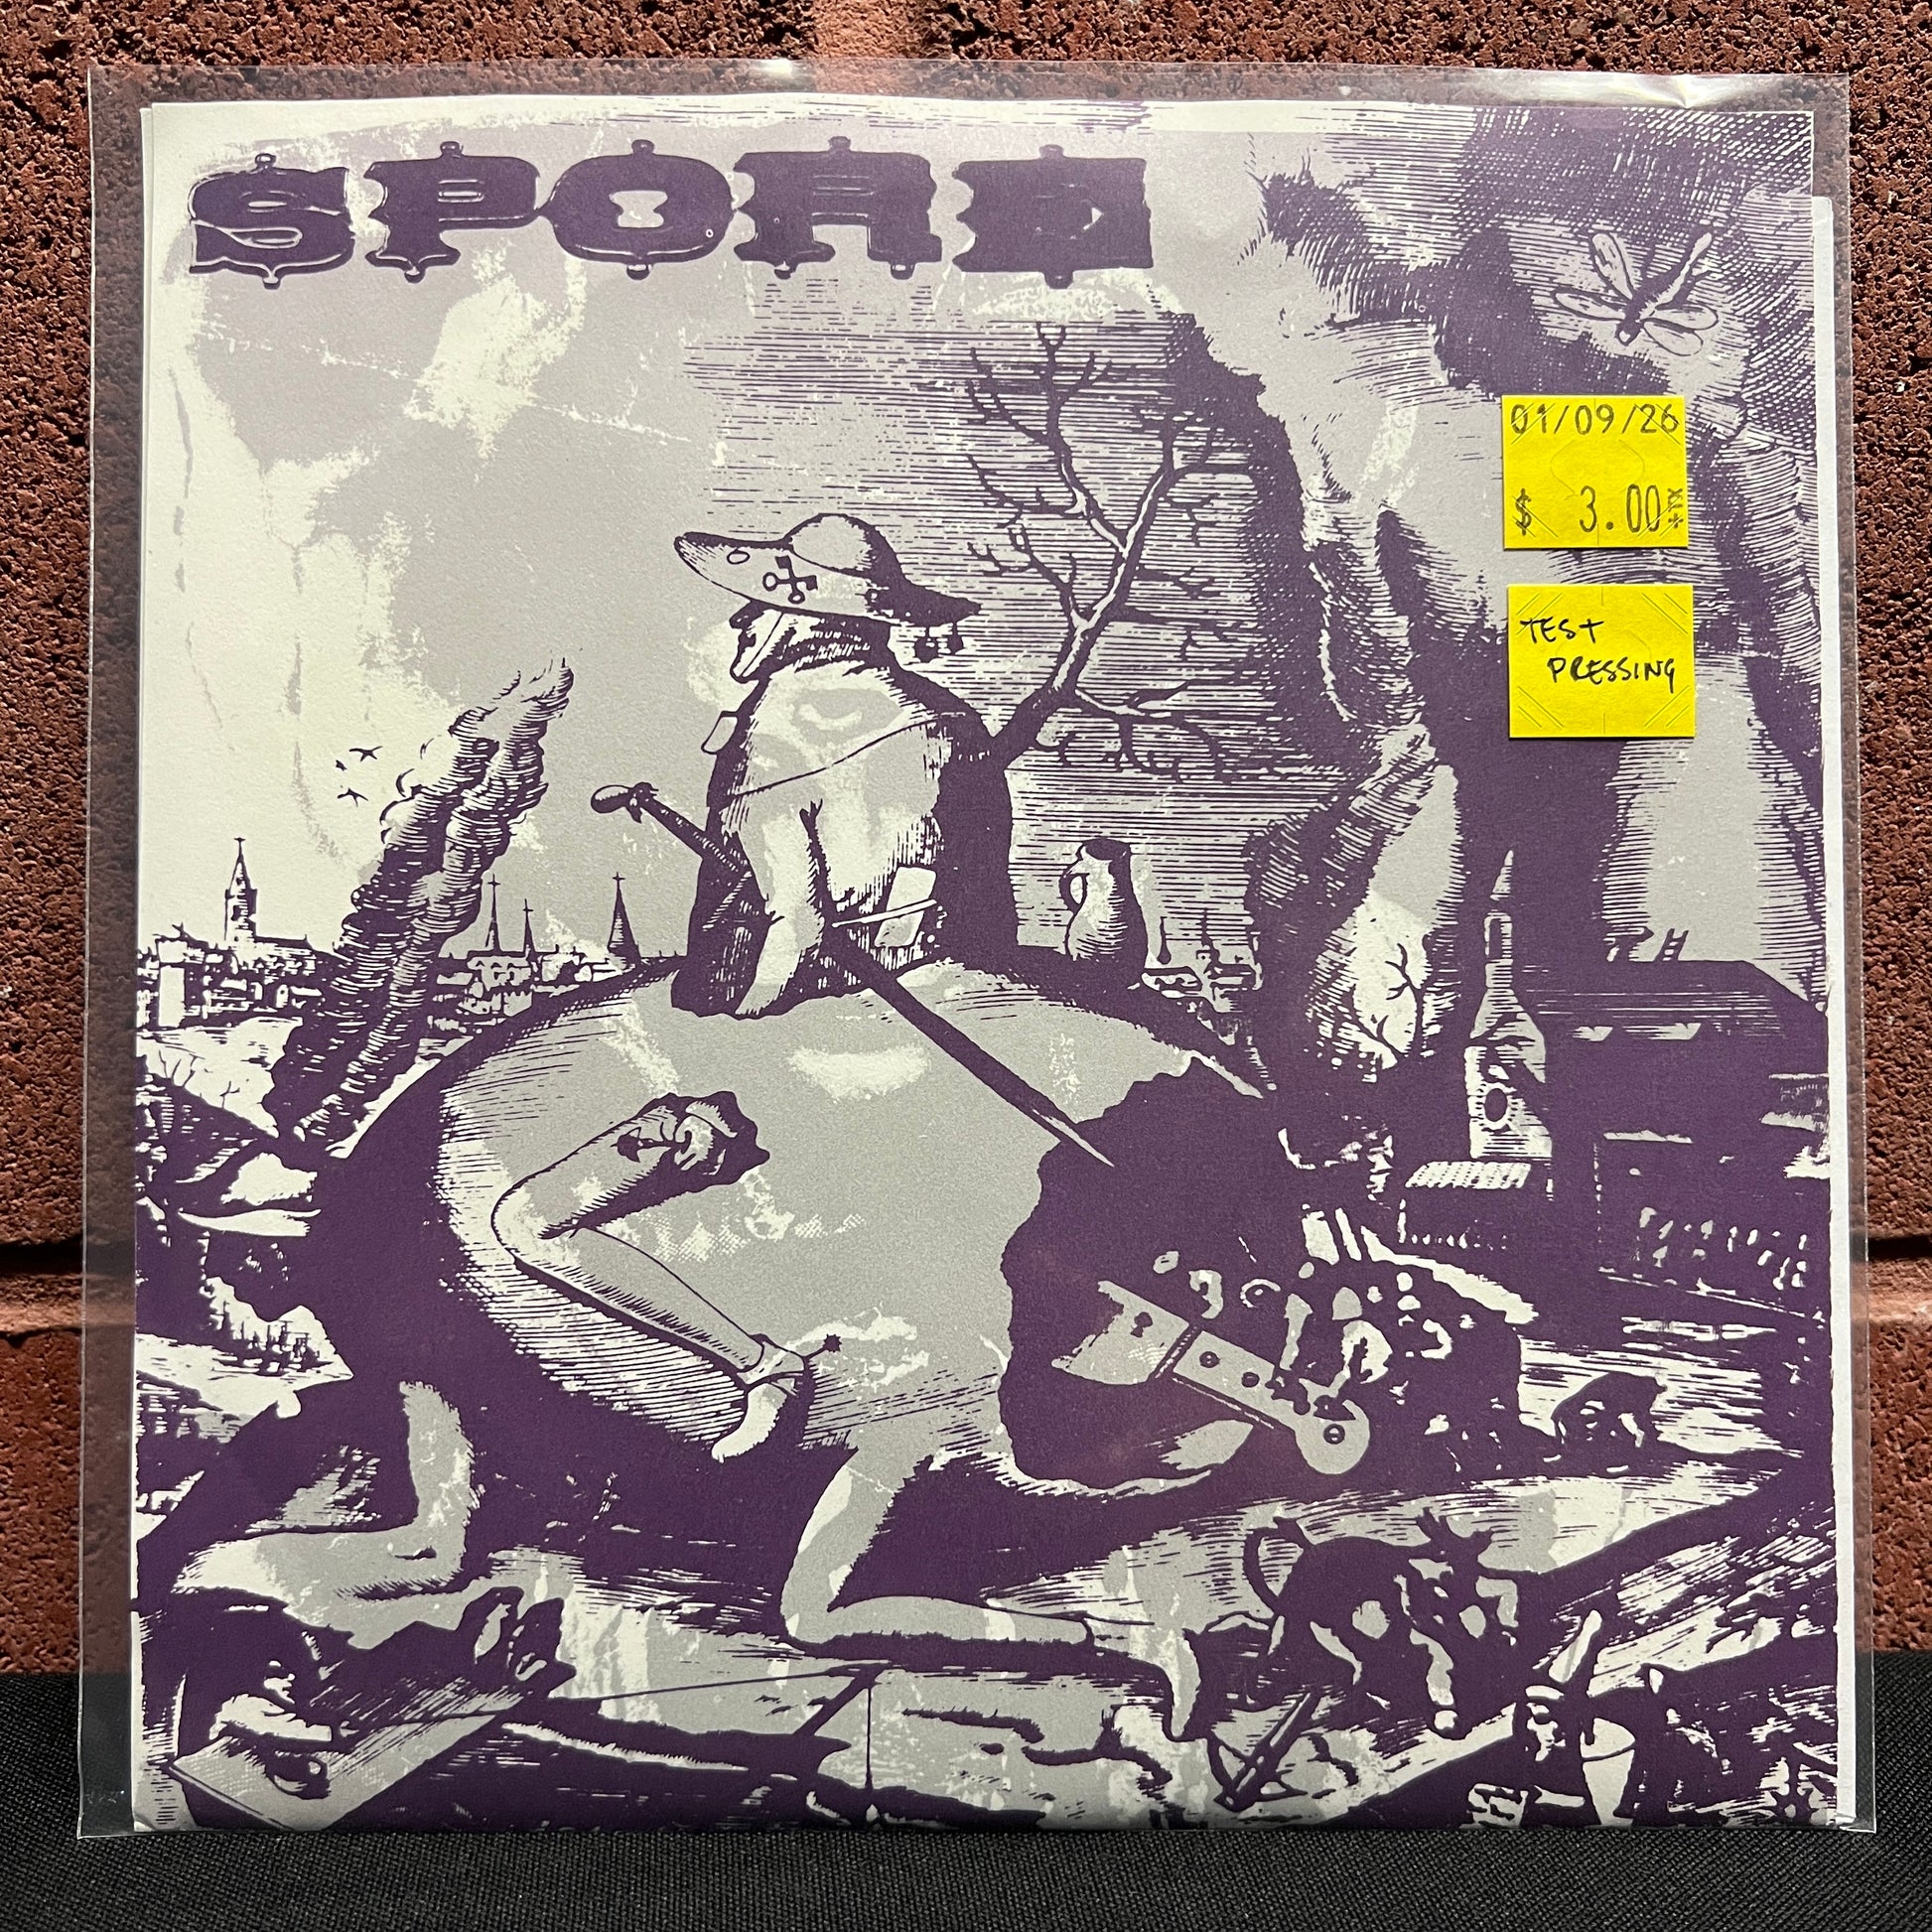 SPORE
01/09/26
$ 3.00
TEST
PRESSING